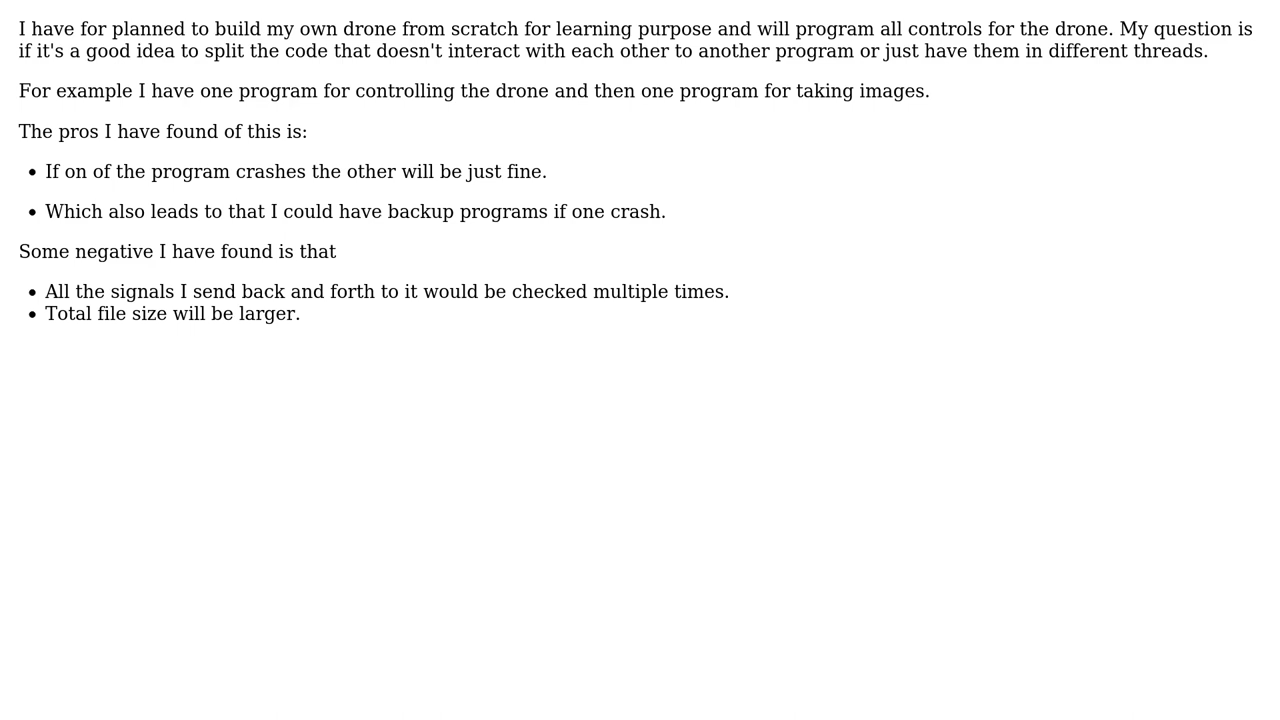 I have for planned to build my own drone from scratch for learning purpose and will program all controls for the drone. My question is
if it's a good idea to split the code that doesn't interact with each other to another program or just have them in different threads.
For example I have one program for controlling the drone and then one program for taking images.
The pros I have found of this is:
• If on of the program crashes the other will be just fine.
• Which also leads to that I could have backup programs if one crash.
Some negative I have found is that
• All the signals I send back and forth to it would be checked multiple times.
• Total file size will be larger.